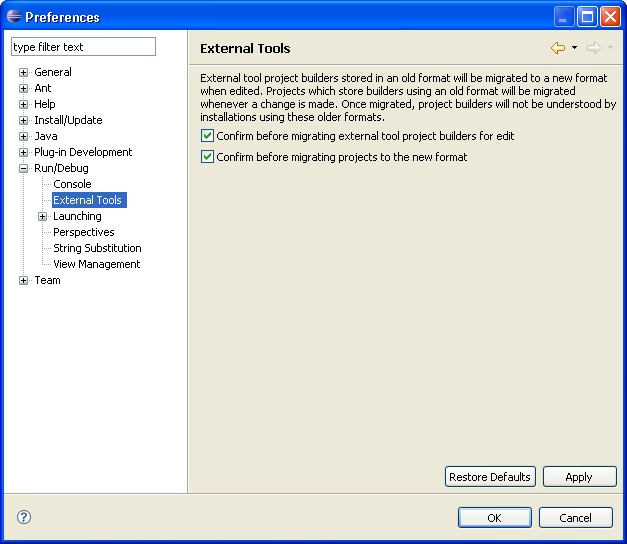 Preferences
type filter text
General
Ant
Help
Install/Update
Java
Plug-in Development
Run/Debug
Console
External Tools
Launching
Perspectives
String Substitution
View Management
Team
External Tools
External tool project builders stored in an old format will be migrated to a new format
when edited. Projects which store builders using an old format will be migrated
whenever a change is made. Once migrated, project builders will not be understood by
installations using these older formats.
Confirm before migrating external tool project builders for edit
Confirm before migrating projects to the new format
Restore Defaults
Apply
?
OK
Cancel